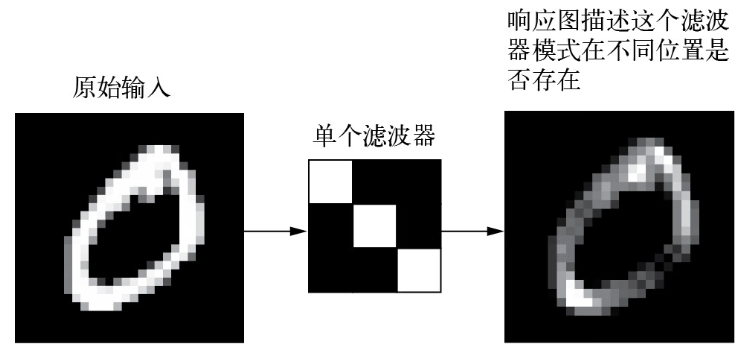 响应图描述这个滤波
器模式在不同位置是
否存在
原始输入
单个滤波器